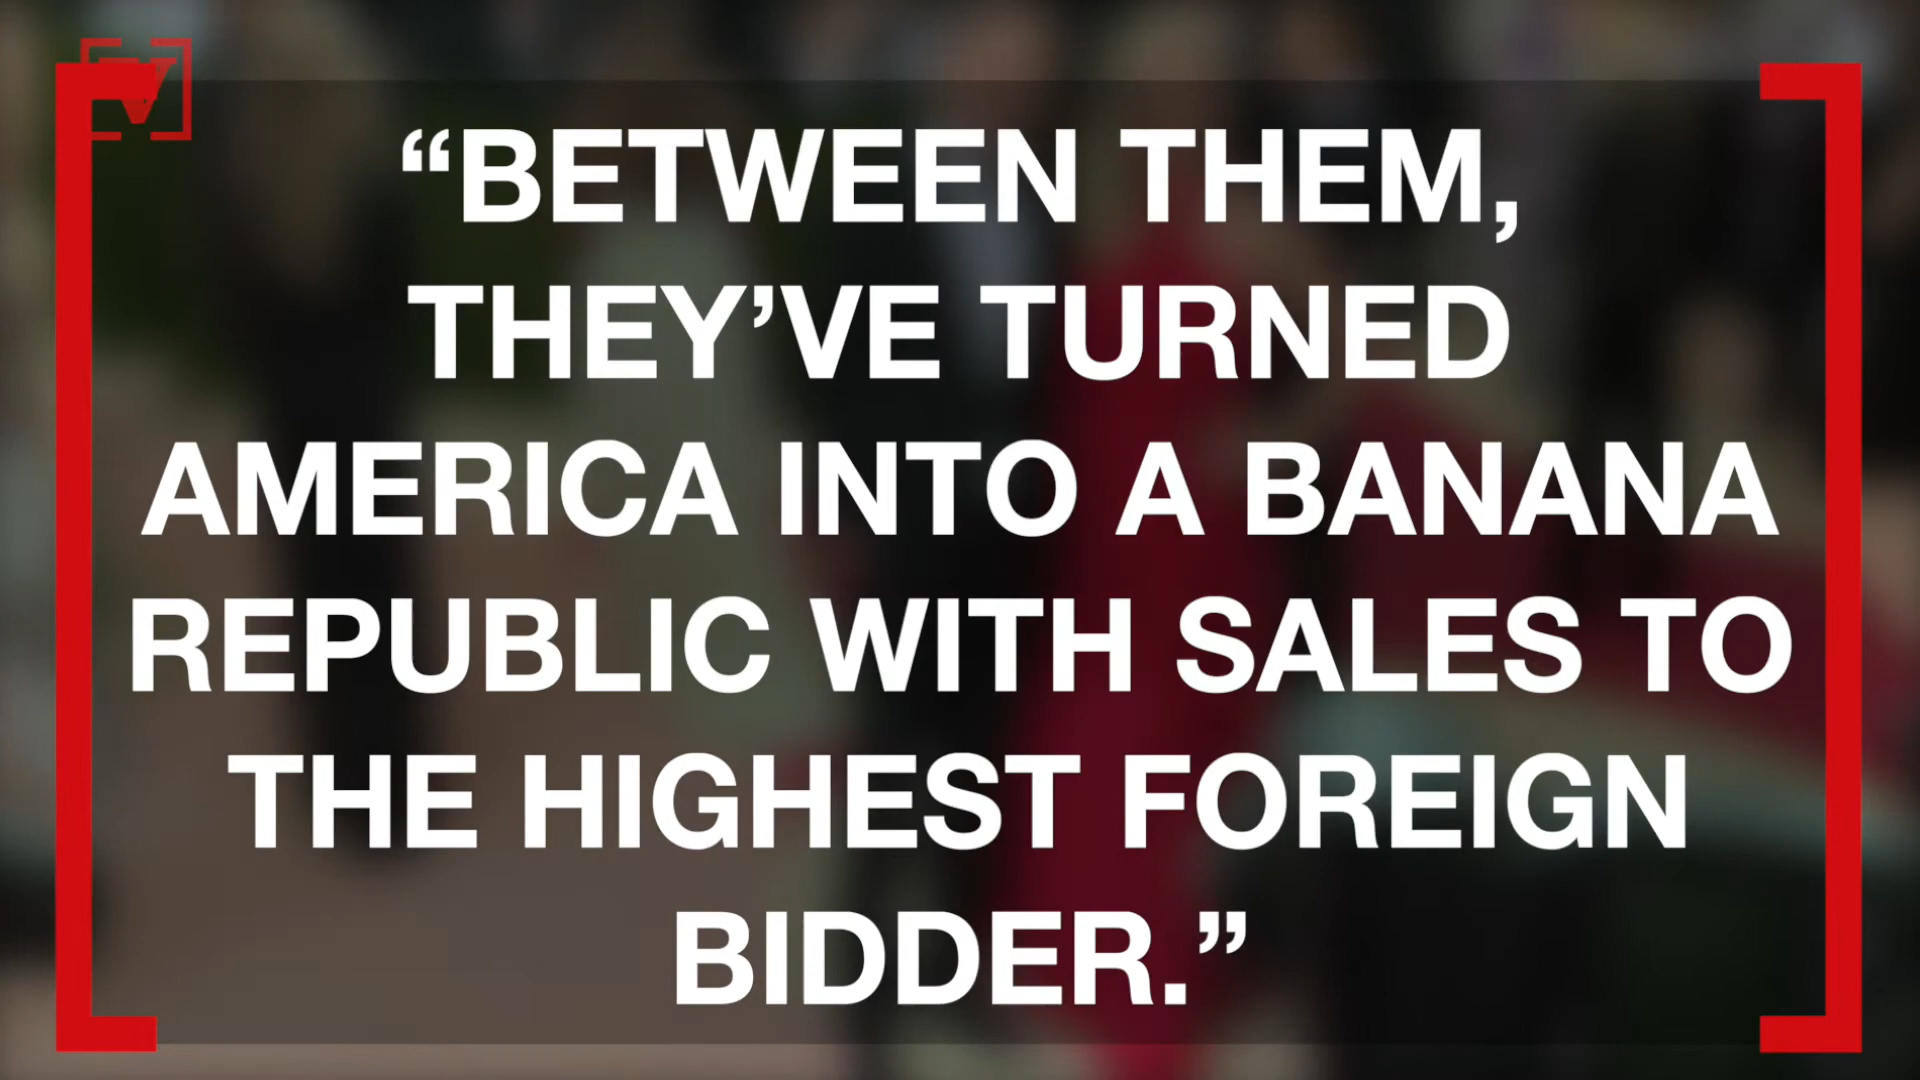 “BETWEEN THEM,
THEY’VE TURNED
AMERICA INTO A BANANA
REPUBLIC WITH SALES TO
THE HIGHEST FOREIGN
BIDDER.”